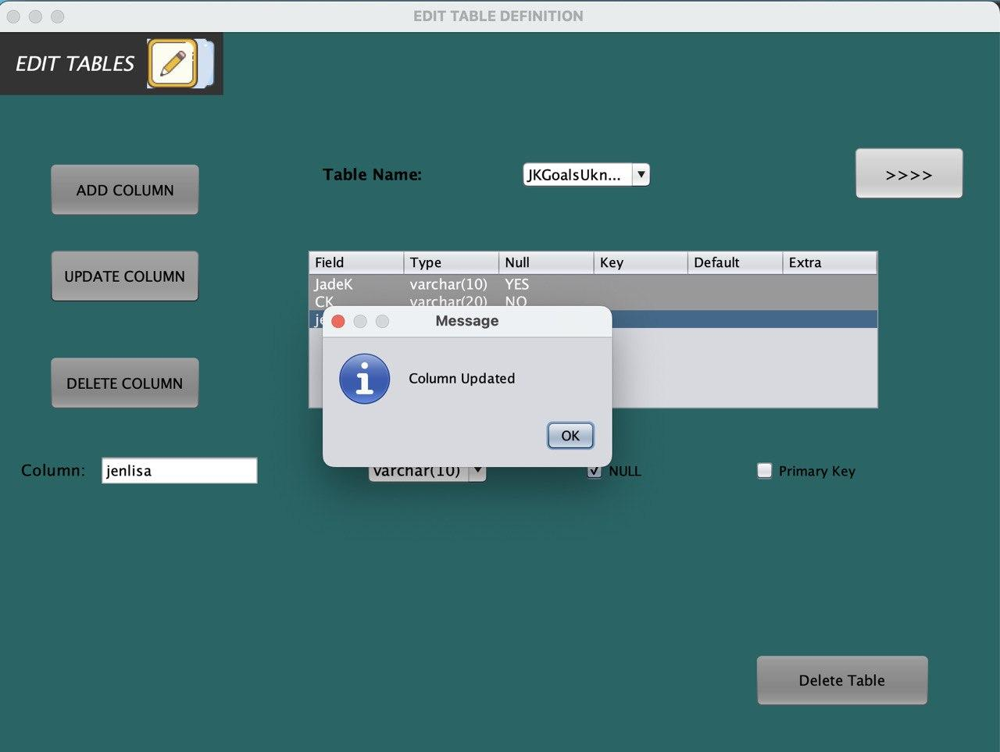 EDIT TABLE DEFINITION
EDIT TABLES
ADD COLUMN
Table Name:
JKGoalsUkn...
>>>>
UPDATE COLUMN
Field Type Null Key Default Extra
JadeK varchar(10) YES
CK varchar(20) NO
Message
Column Updated
OK
DELETE COLUMN
Column:
jenlisa
varchar(10)
NULL
Primary Key
Delete Table